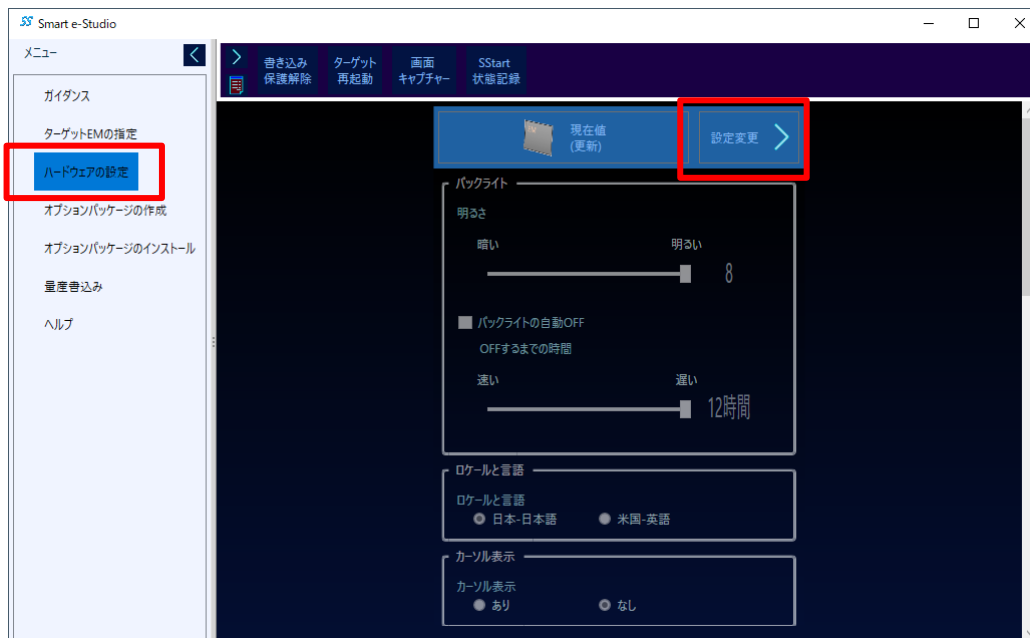 SS Smart e-Studio
メニュー
ガイダンス
ターゲットEMの指定
ハードウェアの設定
オプションパッケージの作成
オプションパッケージのインストール
量産書込み
ヘルプ
書き込み
保護解除
ターゲット
再起動
画面
キャプチャー
SStart
状態記録
現在値
(更新)
設定変更
バックライト
明るさ
暗い 明るい
8
バックライトの自動OFF
OFFするまでの時間
速い 遅い
12時間
ロケールと言語
ロケールと言語
日本-日本語 米国-英語
カーソル表示
カーソル表示
あり なし